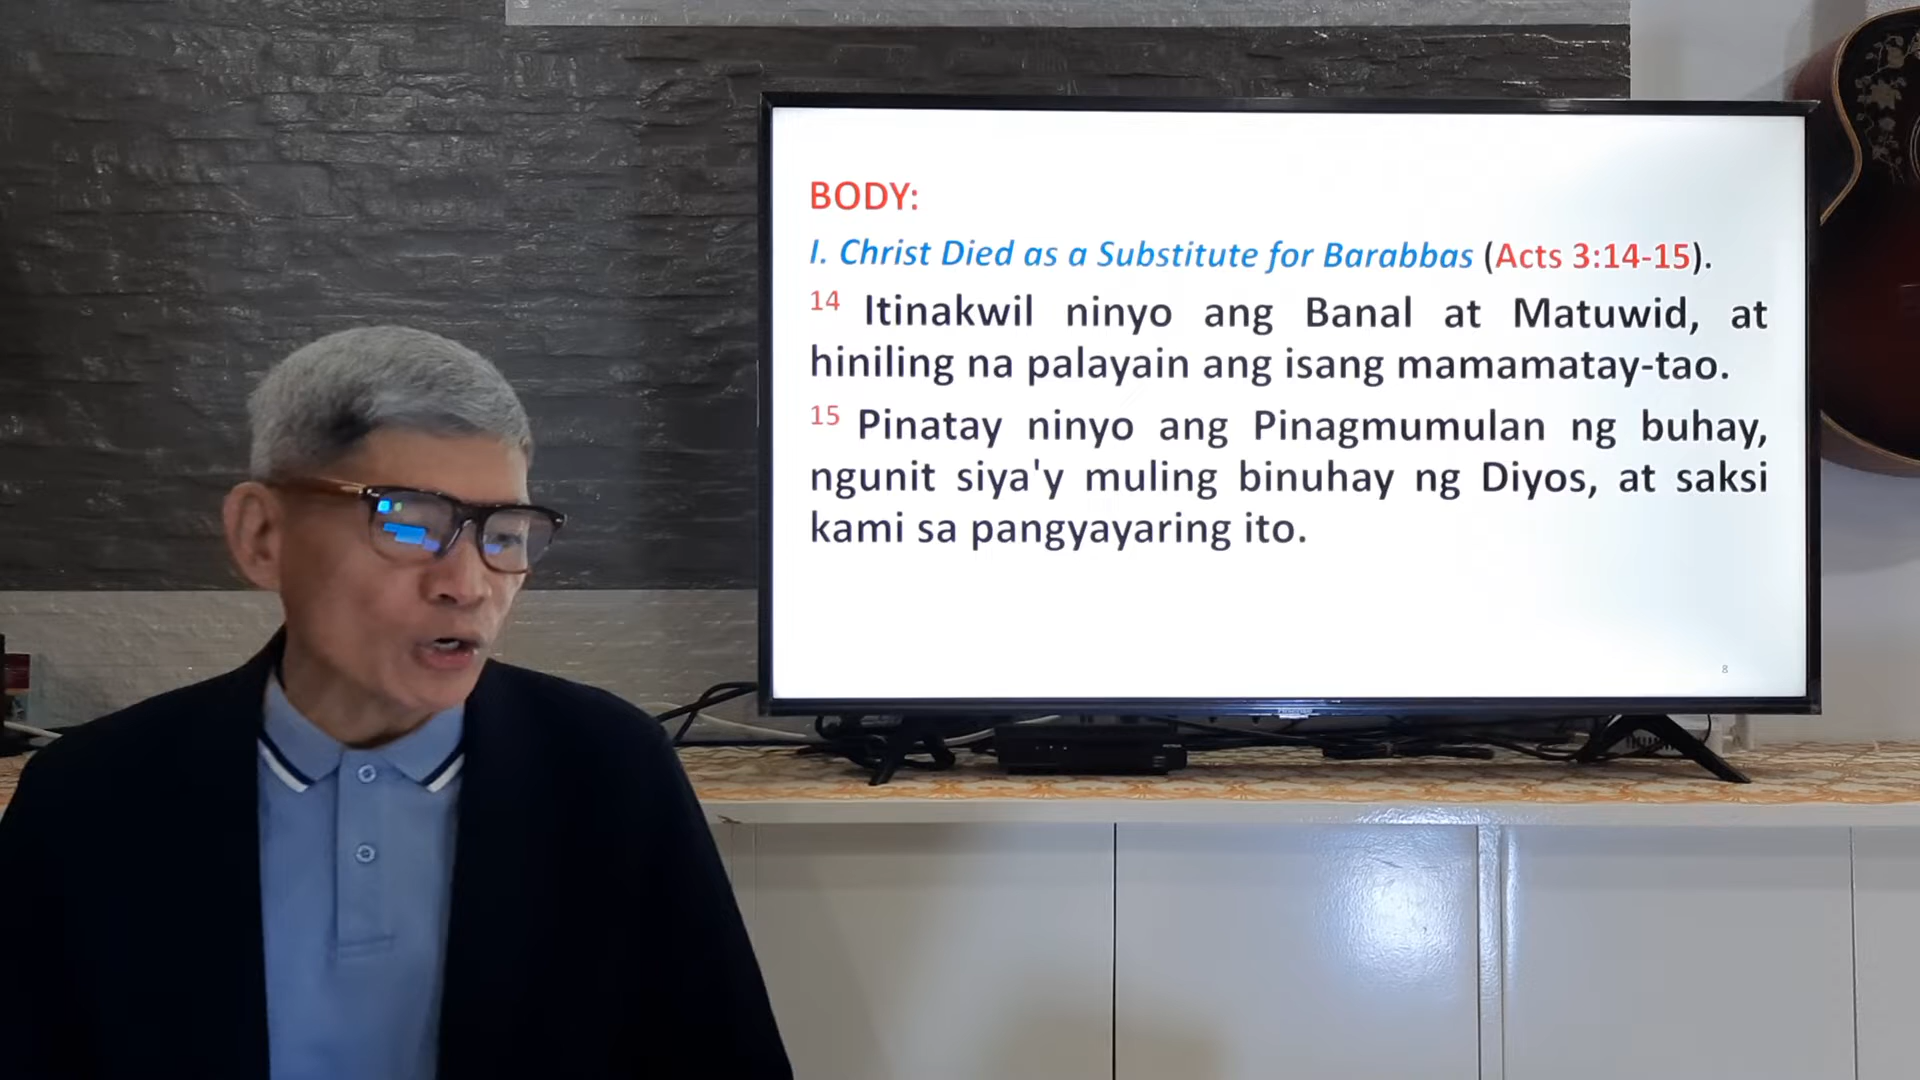 BODY:
I. Christ Died as a Substitute for Barabbas (Acts 3:14-15).
14 Itinakwil ninyo ang Banal at Matuwid, at
hiniling na palayain ang isang mamamatay-tao.
15 Pinatay ninyo ang Pinagmumulan ng buhay,
ngunit siya'y muling binuhay ng Diyos, at saksi
kami sa pangyayaring ito.
8
Hisense